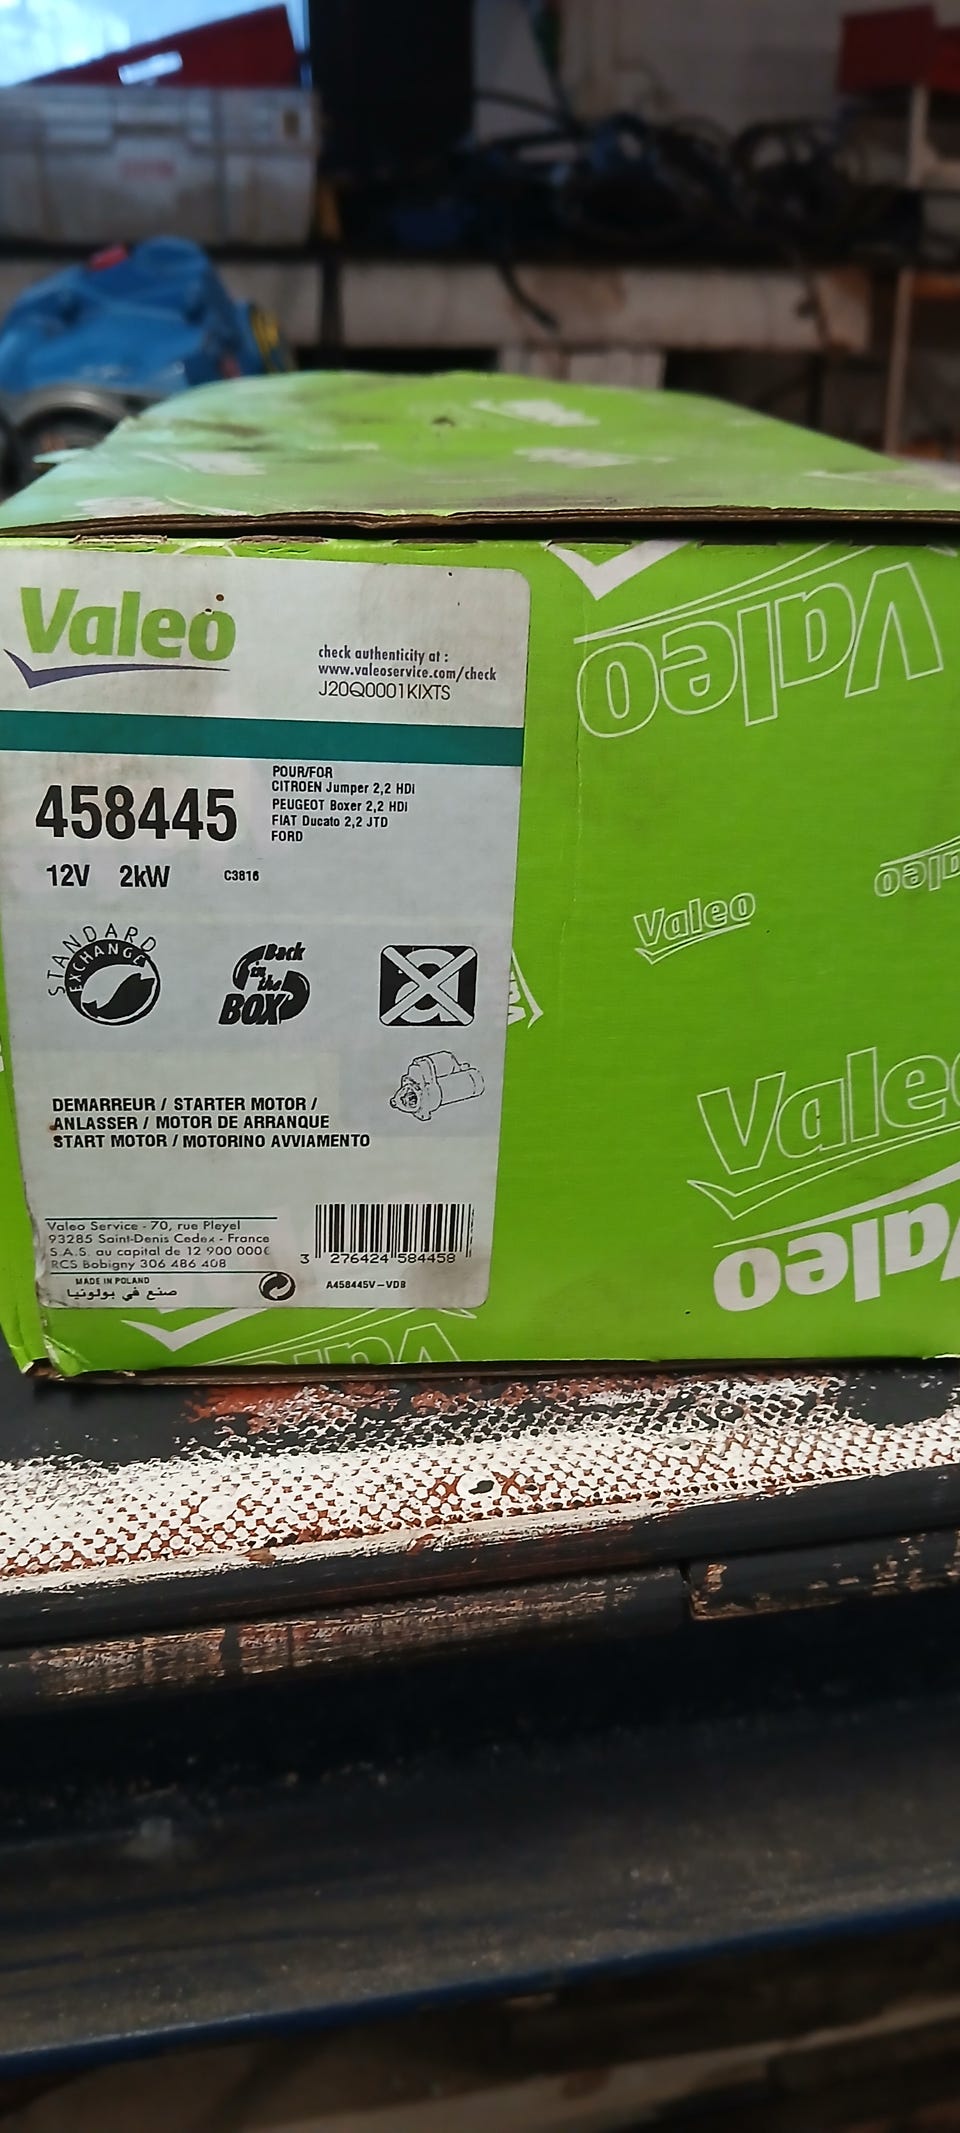 Valeo
check authenticity at :
www.valeoservice.com/check
J20Q0001KIXTS
458445
POUR/FOR
CITROEN Jumper 2,2 HDi
PEUGEOT Boxer 2,2 HDI
FIAT Ducato 2,2 JTD
FORD
12V 2kW C3816
STANDARD
EXCHANGE
Back
in the
BOX
DEMARREUR / STARTER MOTOR /
ANLASSER / MOTOR DE ARRANQUE
START MOTOR / MOTORINO AVVIAMENTO
Valeo Service - 70, rue Pleyel
93285 Saint-Denis Cedex - France
S.A.S. au capital de 12 900 000€
RCS Bobigny 306 486 408
MADE IN POLAND
صنع في بولونيا
3 276424 584458
A458445V-VDB
Valeo
Valeo
Valeo
Valeo
Valeo